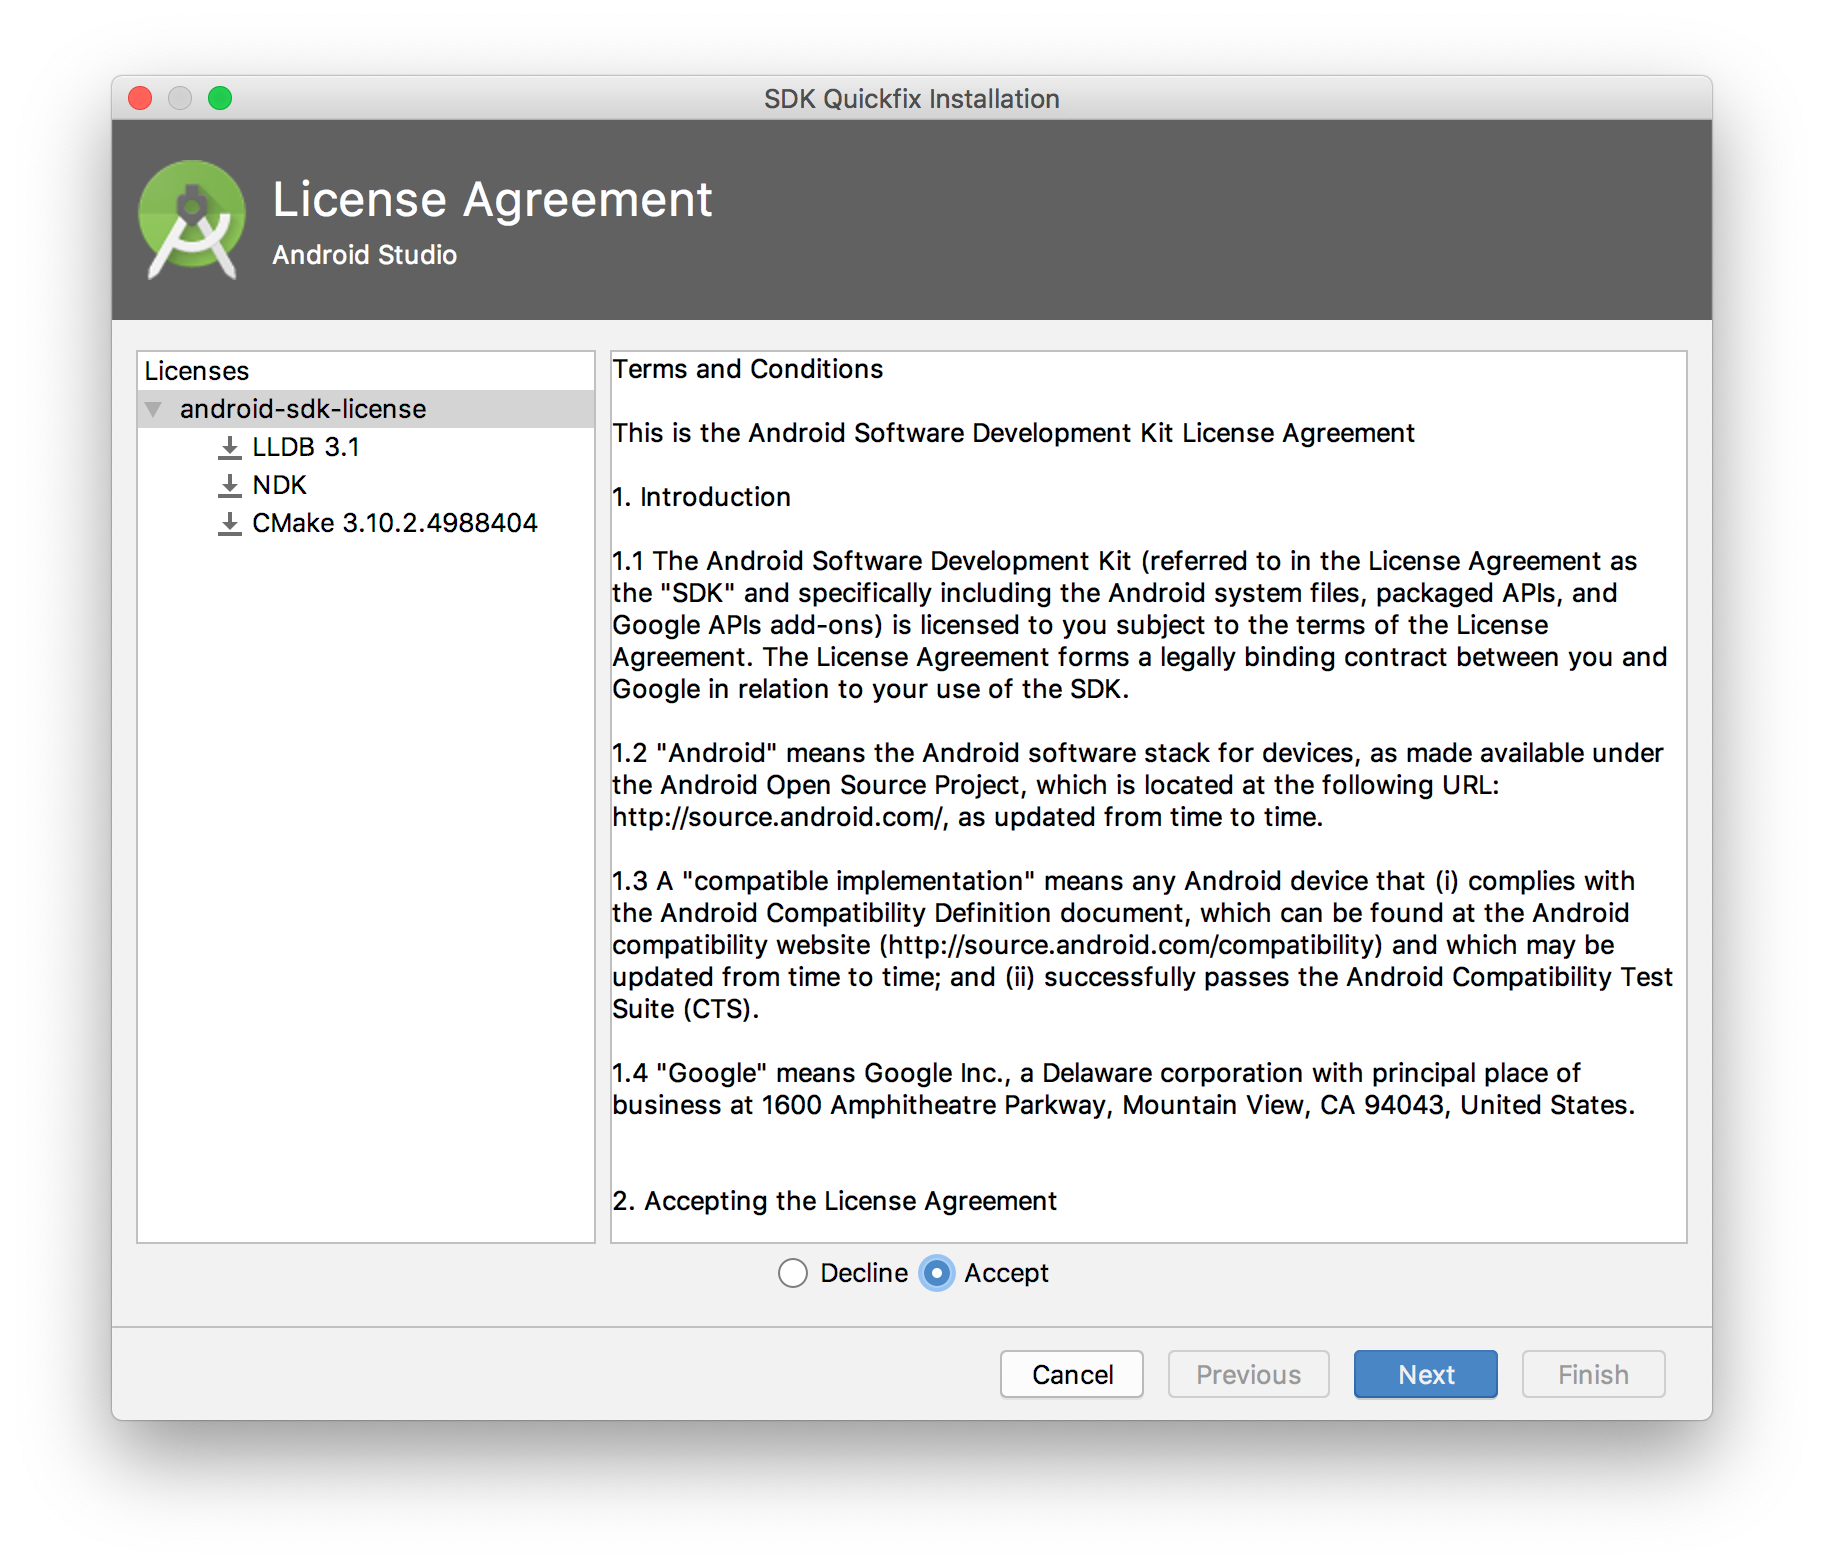 SDK Quickfix Installation
License Agreement
Android Studio
Licenses
android-sdk-license
LLDB 3.1
NDK
CMake 3.10.2.4988404
Terms and Conditions
This is the Android Software Development Kit License Agreement
1. Introduction
1.1 The Android Software Development Kit (referred to in the License Agreement as
the "SDK" and specifically including the Android system files, packaged APIs, and
Google APIs add-ons) is licensed to you subject to the terms of the License
Agreement. The License Agreement forms a legally binding contract between you and
Google in relation to your use of the SDK.
1.2 "Android" means the Android software stack for devices, as made available under
the Android Open Source Project, which is located at the following URL:
http://source.android.com/, as updated from time to time.
1.3 A "compatible implementation" means any Android device that (i) complies with
the Android Compatibility Definition document, which can be found at the Android
compatibility website (http://source.android.com/compatibility) and which may be
updated from time to time; and (ii) successfully passes the Android Compatibility Test
Suite (CTS).
1.4 "Google" means Google Inc., a Delaware corporation with principal place of
business at 1600 Amphitheatre Parkway, Mountain View, CA 94043, United States.
2. Accepting the License Agreement
Decline Accept
Cancel Previous Next Finish